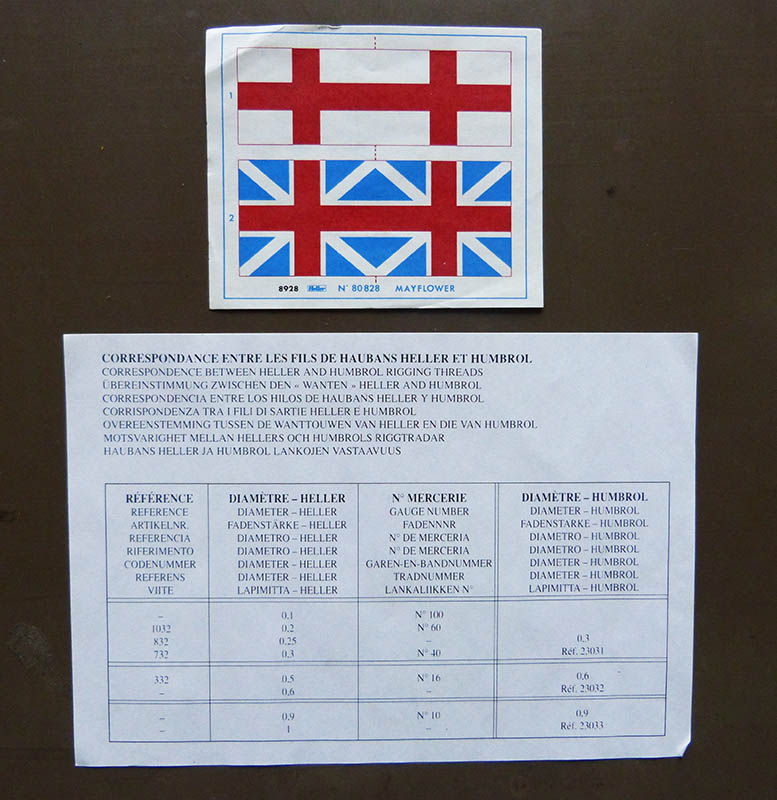 1
2
8928 Heller N° 80828 MAYFLOWER
CORRESPONDANCE ENTRE LES FILS DE HAUBANS HELLER ET HUMBROL
CORRESPONDENCE BETWEEN HELLER AND HUMBROL RIGGING THREADS
ÜBEREINSTIMMUNG ZWISCHEN DEN « WANTEN » HELLER AND HUMBROL
CORRESPONDENCIA ENTRE LOS HILOS DE HAUBANS HELLER Y HUMBROL
CORRISPONDENZA TRA I FILI DI SARTIE HELLER E HUMBROL
OVEREENSTEMMING TUSSEN DE WANTTOUWEN VAN HELLER EN DIE VAN HUMBROL
MOTSVARIGHET MELLAN HELLERS OCH HUMBROLS RIGGTRADAR
HAUBANS HELLER JA HUMBROL LANKOJEN VASTAAVUUS
RÉFÉRENCE DIAMÈTRE – HELLER N° MERCERIE DIAMÈTRE – HUMBROL
REFERENCE DIAMETER – HELLER GAUGE NUMBER DIAMETER – HUMBROL
ARTIKELNR. FADENSTÄRKE – HELLER FADENNNR FADENSTARKE – HUMBROL
REFERENCIA DIAMETRO – HELLER N° DE MERCERIA DIAMETRO – HUMBROL
RIFERIMENTO DIAMETRO – HELLER N° DE MERCERIA DIAMETRO – HUMBROL
CODENUMMER DIAMETER – HELLER GAREN-EN-BANDNUMMER DIAMETER – HUMBROL
REFERENS DIAMETER – HELLER TRADNUMMER DIAMETER – HUMBROL
VIITE LAPIMITTA – HELLER LANKALIIKKEN N° LAPIMITTA – HUMBROL
– 0.1 N° 100
1032 0.2 N° 60
832 0.25 – 0.3
732 0.3 N° 40 Réf. 23031
332 0.5 N° 16 0.6
– 0.6 – Réf. 23032
– 0.9 N° 10 0.9
– 1 – Réf. 23033